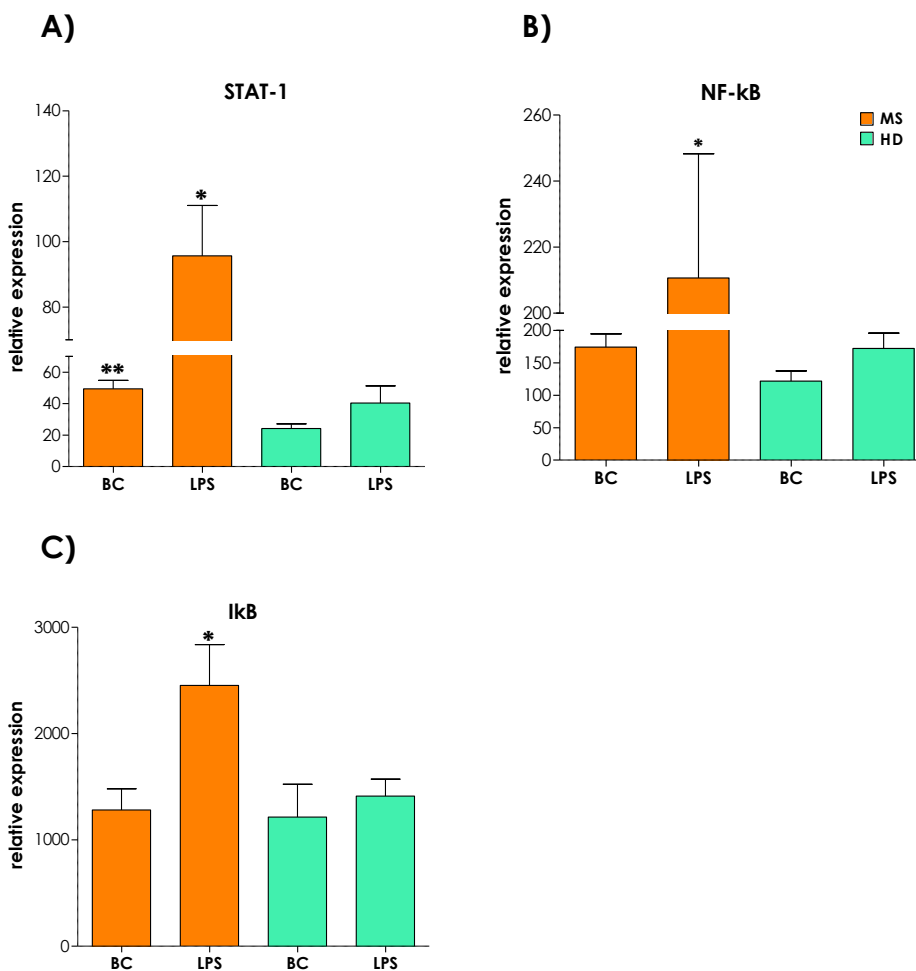 A)
STAT-1
relative expression
140
120
100
80
60
40
20
0
**
*
BC LPS BC LPS
B)
NF-kB
relative expression
260
240
220
200
200
150
100
50
0
*
MS
HD
BC LPS BC LPS
C)
IkB
relative expression
3000
2000
1000
0
*
BC LPS BC LPS